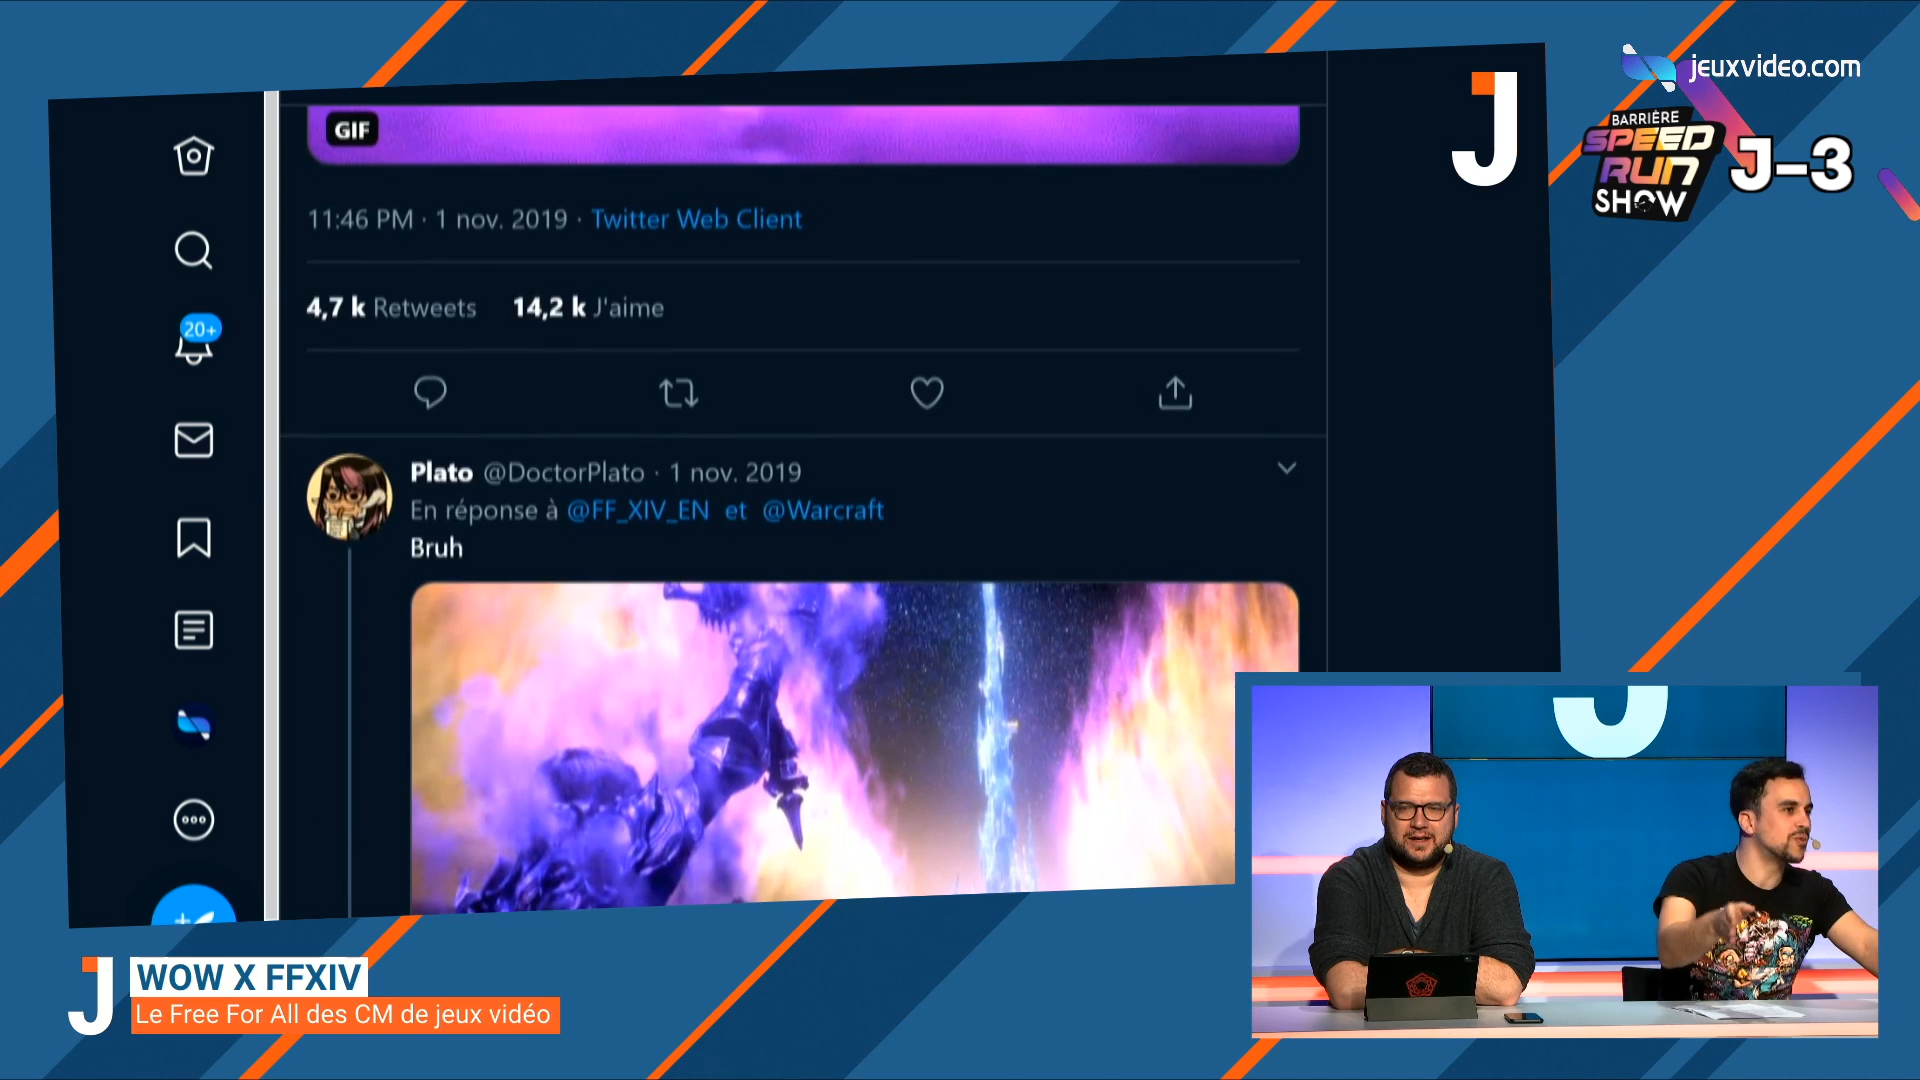 jeuxvideo.com
BARRIÈRE
SPEED
RUN
SHOW
J-3
J
GIF
11:46 PM · 1 nov. 2019 · Twitter Web Client
4,7 k Retweets 14,2 k J'aime
20+
Plato @DoctorPlato · 1 nov. 2019
En réponse à @FF_XIV_EN et @Warcraft
Bruh
J
J
WOW X FFXIV
Le Free For All des CM de jeux vidéo